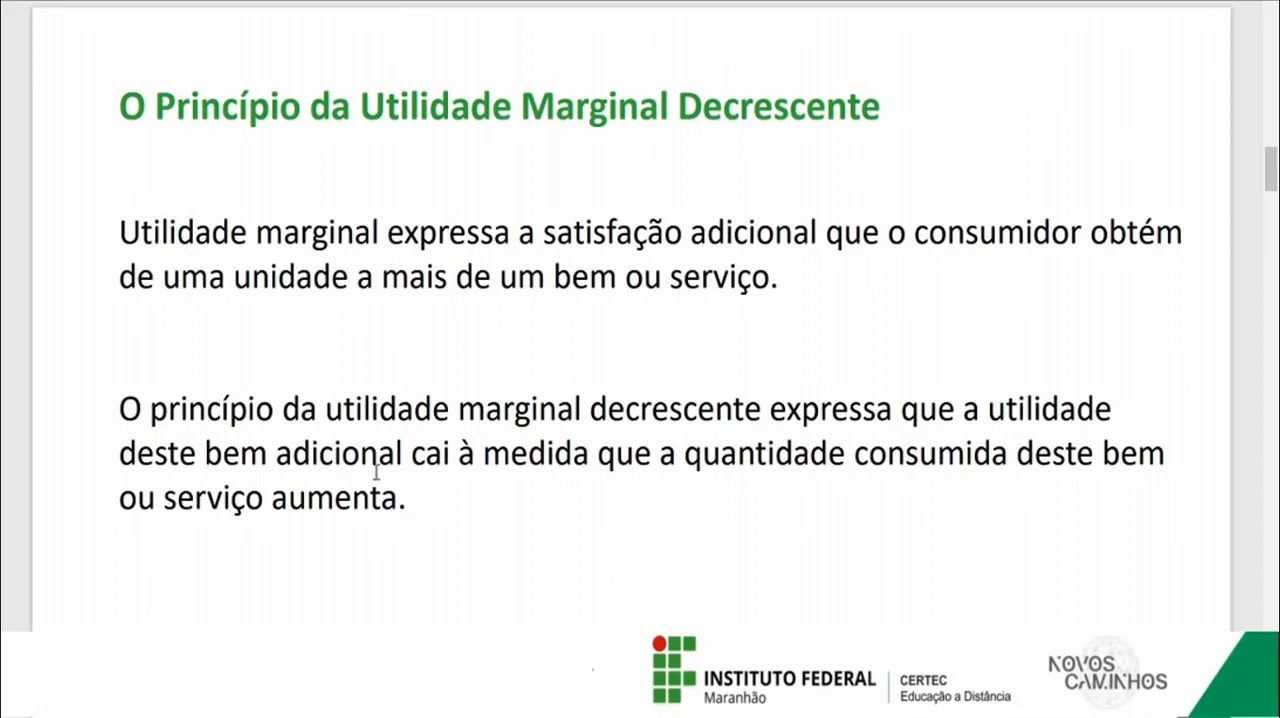 O Princípio da Utilidade Marginal Decrescente
Utilidade marginal expressa a satisfação adicional que o consumidor obtém
de uma unidade a mais de um bem ou serviço.
O princípio da utilidade marginal decrescente expressa que a utilidade
deste bem adicional cai à medida que a quantidade consumida deste bem
ou serviço aumenta.
INSTITUTO FEDERAL
Maranhão
CERTEC
Educação a Distância
NOVOS
CAMINHOS